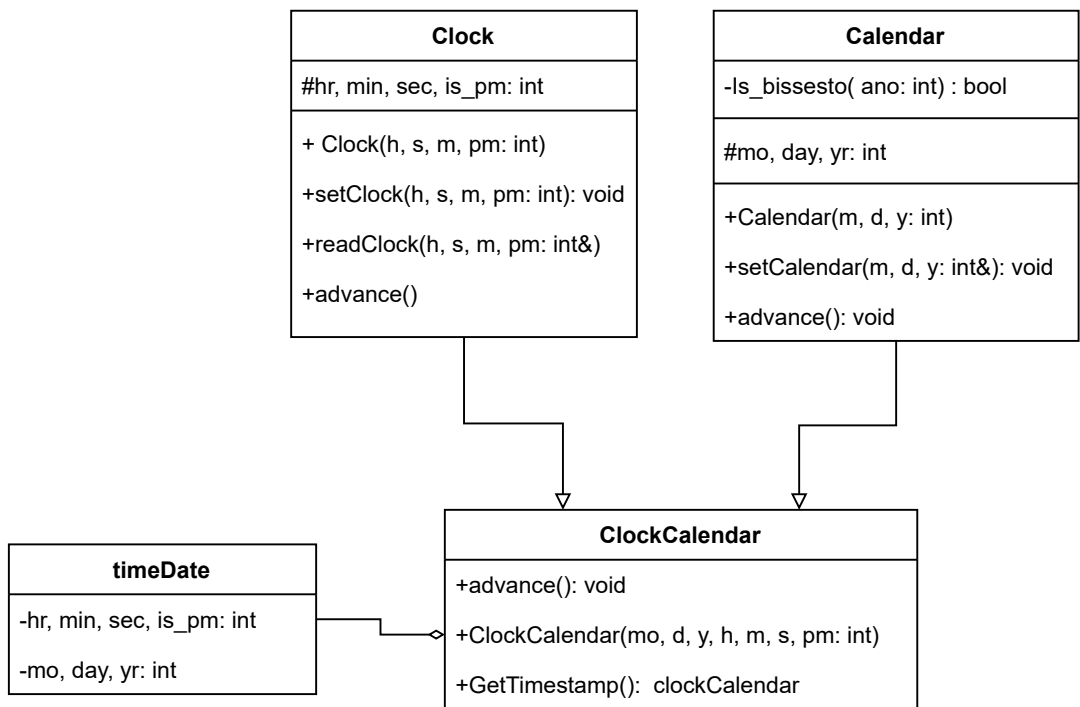 Clock
#hr, min, sec, is_pm: int
+ Clock(h, s, m, pm: int)
+setClock(h, s, m, pm: int): void
+readClock(h, s, m, pm: int&)
+advance()
Calendar
-Is_bissesto( ano: int) : bool
#mo, day, yr: int
+Calendar(m, d, y: int)
+setCalendar(m, d, y: int&): void
+advance(): void
timeDate
-hr, min, sec, is_pm: int
-mo, day, yr: int
ClockCalendar
+advance(): void
+ClockCalendar(mo, d, y, h, m, s, pm: int)
+GetTimestamp():  clockCalendar